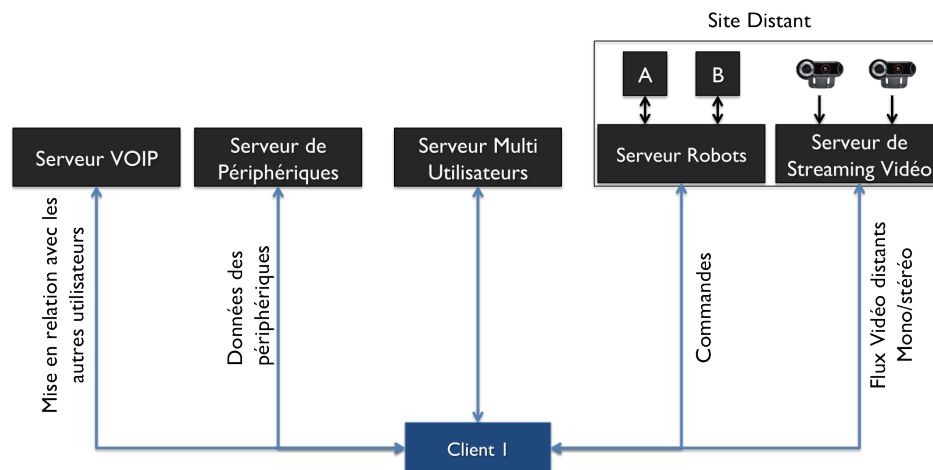 Site Distant
A
B
Serveur VOIP
Serveur de
Périphériques
Serveur Multi
Utilisateurs
Serveur Robots
Serveur de
Streaming Vidéo
Mise en relation avec les
autres utilisateurs
Données des
périphériques
Commandes
Flux Vidéo distants
Mono/stéréo
Client 1